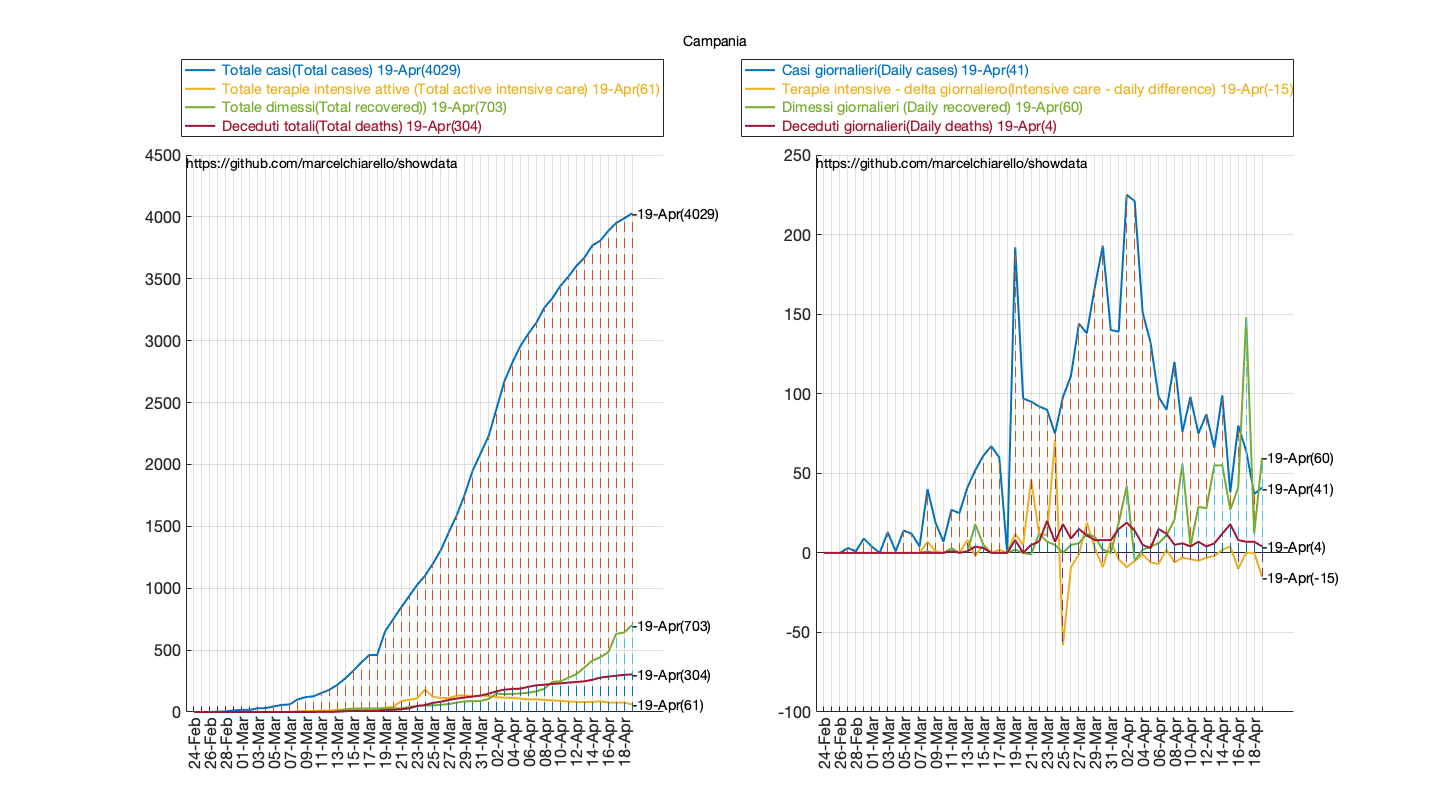 Campania
Totale casi(Total cases) 19-Apr(4029)
Totale terapie intensive attive (Total active intensive care) 19-Apr(61)
Totale dimessi(Total recovered)) 19-Apr(703)
Deceduti totali(Total deaths) 19-Apr(304)
4500
https://github.com/marcelchiarello/showdata
4000
3500
3000
2500
2000
1500
1000
500
0
19-Apr(4029)
19-Apr(703)
19-Apr(304)
19-Apr(61)
24-Feb
26-Feb
28-Feb
01-Mar
03-Mar
05-Mar
07-Mar
09-Mar
11-Mar
13-Mar
15-Mar
17-Mar
19-Mar
21-Mar
23-Mar
25-Mar
27-Mar
29-Mar
31-Mar
02-Apr
04-Apr
06-Apr
08-Apr
10-Apr
12-Apr
14-Apr
16-Apr
18-Apr
Casi giornalieri(Daily cases) 19-Apr(41)
Terapie intensive - delta giornaliero(Intensive care - daily difference) 19-Apr(-15)
Dimessi giornalieri (Daily recovered) 19-Apr(60)
Deceduti giornalieri(Daily deaths) 19-Apr(4)
250
https://github.com/marcelchiarello/showdata
200
150
100
50
0
-50
-100
19-Apr(60)
19-Apr(41)
19-Apr(4)
19-Apr(-15)
24-Feb
26-Feb
28-Feb
01-Mar
03-Mar
05-Mar
07-Mar
09-Mar
11-Mar
13-Mar
15-Mar
17-Mar
19-Mar
21-Mar
23-Mar
25-Mar
27-Mar
29-Mar
31-Mar
02-Apr
04-Apr
06-Apr
08-Apr
10-Apr
12-Apr
14-Apr
16-Apr
18-Apr